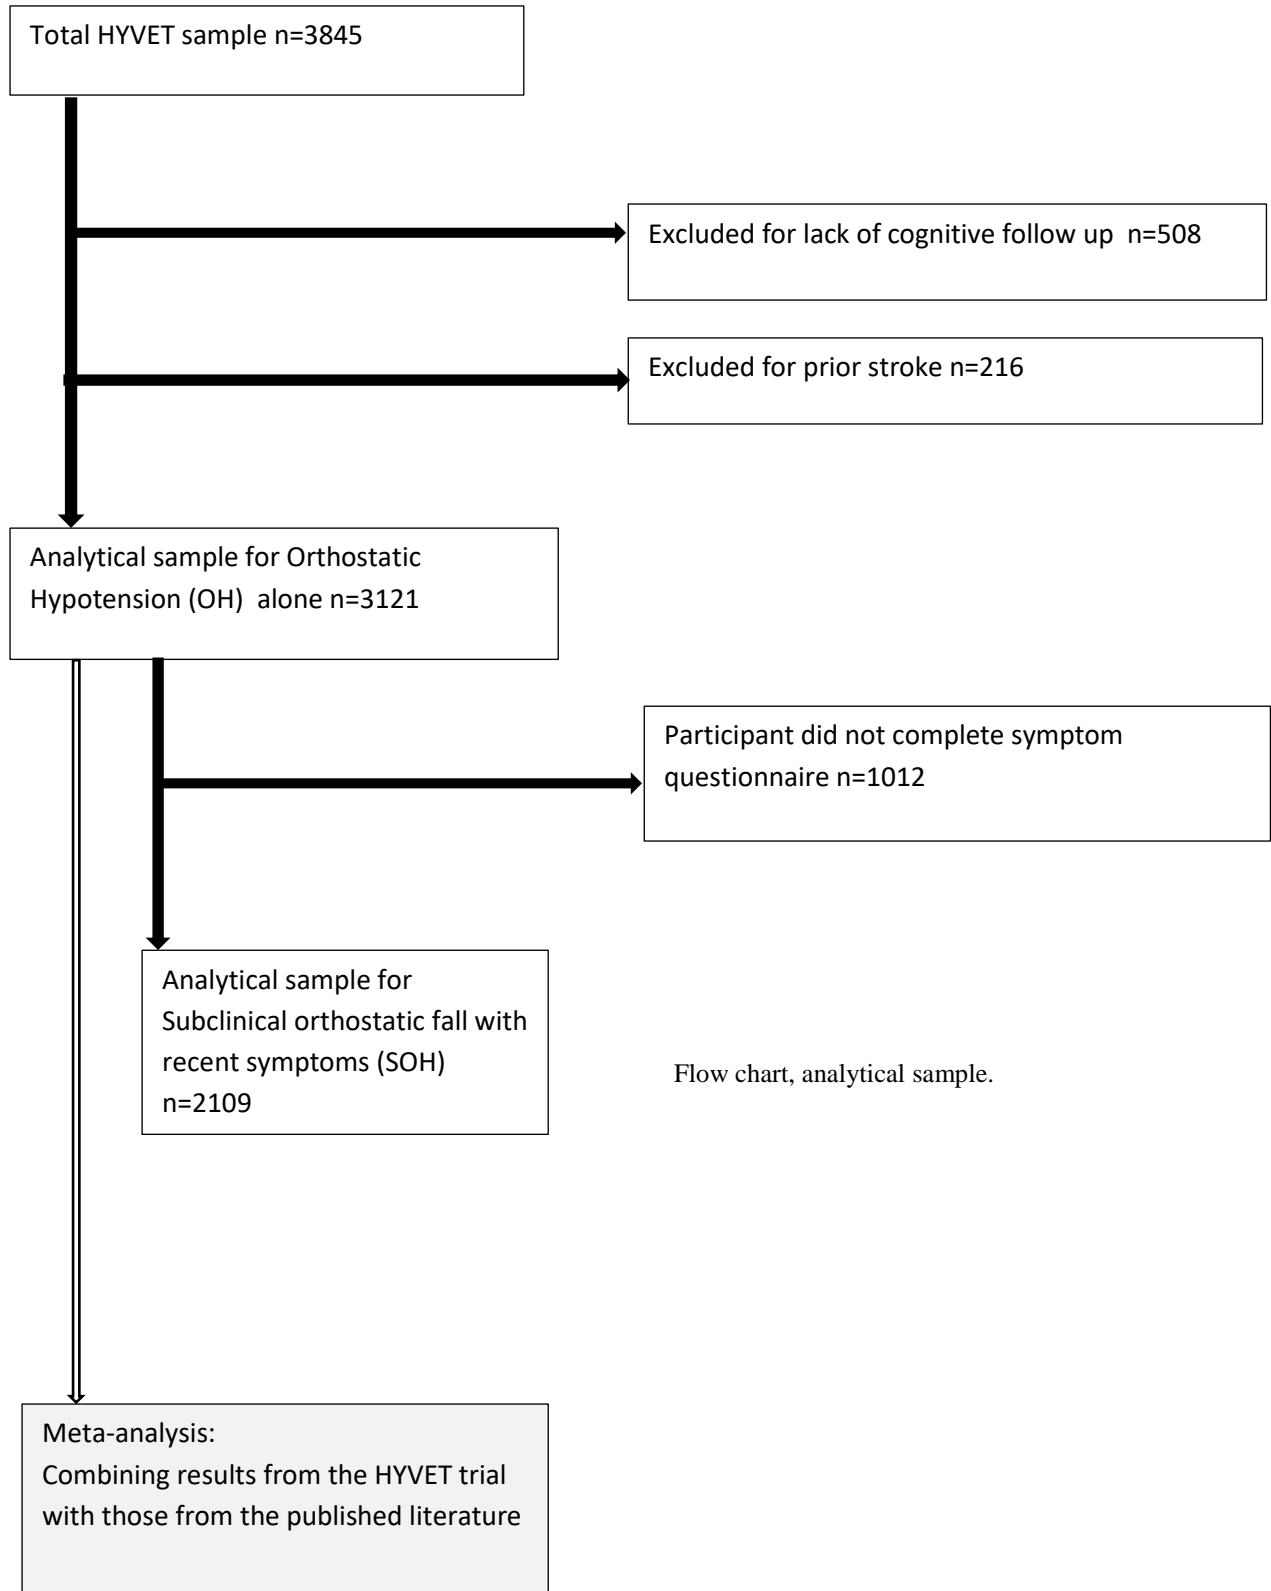 Total HYVET sample n=3845
Excluded for lack of cognitive follow up  n=508
Excluded for prior stroke n=216
Analytical sample for Orthostatic
Hypotension (OH)  alone n=3121
Participant did not complete symptom
questionnaire n=1012
Analytical sample for
Subclinical orthostatic fall with
recent symptoms (SOH)
n=2109
Flow chart, analytical sample.
Meta-analysis:
Combining results from the HYVET trial
with those from the published literature